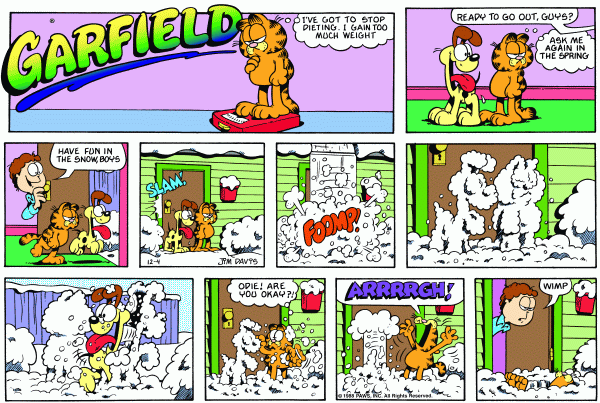 GARFIELD
®
I'VE GOT TO STOP
DIETING. I GAIN TOO
MUCH WEIGHT
READY TO GO OUT, GUYS?
ASK ME
AGAIN IN
THE SPRING
HAVE FUN IN
THE SNOW, BOYS
SLAM!
12-4
JIM DAVIS
FOOMP!
ODIE! ARE
YOU OKAY?!
ARRRRGH!
© 1988 PAWS, INC. All Rights Reserved.
WIMP